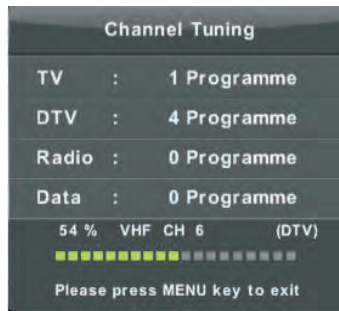 Channel Tuning
TV : 1 Programme
DTV : 4 Programme
Radio : 0 Programme
Data : 0 Programme
54 % VHF CH 6 (DTV)
Please press MENU key to exit